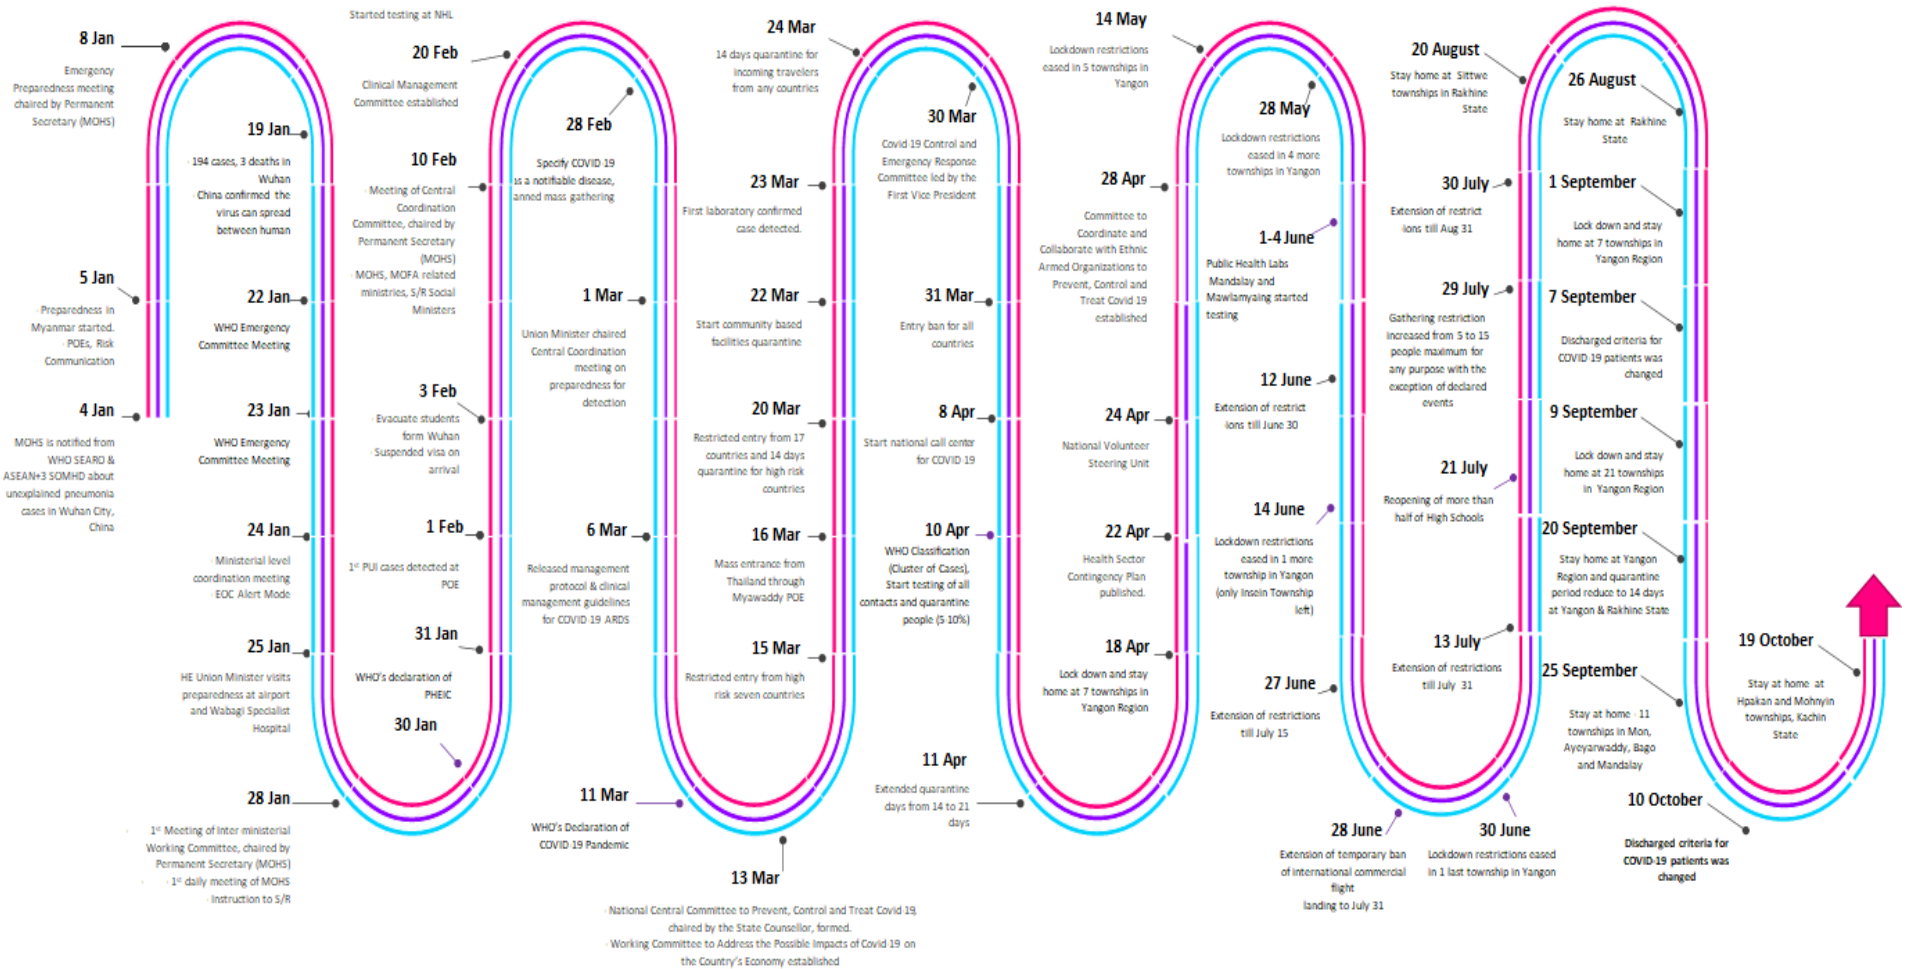 8 Jan
Emergency
Preparedness meeting
chaired by Permanent
Secretary (MOHS)
5 Jan
· Preparedness in
Myanmar started.
· POEs, Risk
Communication
4 Jan
MOHS is notified from
WHO SEARO &
ASEAN+3 SOMHD about
unexplained pneumonia
cases in Wuhan City,
China
19 Jan
· 194 cases, 3 deaths in
Wuhan
· China confirmed the
virus can spread
between human
22 Jan
WHO Emergency
Committee Meeting
23 Jan
WHO Emergency
Committee Meeting
24 Jan
· Ministerial level
coordination meeting
· EOC Alert Mode
25 Jan
HE Union Minister visits
preparedness at airport
and Wabagi Specialist
Hospital
28 Jan
· 1st Meeting of Inter ministerial
Working Committee, chaired by
Permanent Secretary (MOHS)
· 1st daily meeting of MOHS
· Instruction to S/R
Started testing at NHL
20 Feb
Clinical Management
Committee established
10 Feb
· Meeting of Central
Coordination
Committee, chaired by
Permanent Secretary
(MOHS)
· MOHS, MOFA related
ministries, S/R Social
Ministers
3 Feb
· Evacuate students
form Wuhan
· Suspended visa on
arrival
1 Feb
1st PUI cases detected at
POE
31 Jan
WHO's declaration of
PHEIC
30 Jan
28 Feb
Specify COVID 19
as a notifiable disease,
anned mass gathering
1 Mar
Union Minister chaired
Central Coordination
meeting on
preparedness for
detection
6 Mar
Released management
protocol & clinical
management guidelines
for COVID 19 ARDS
11 Mar
WHO's Declaration of
COVID 19 Pandemic
13 Mar
· National Central Committee to Prevent, Control and Treat Covid 19,
chaired by the State Counsellor, formed.
· Working Committee to Address the Possible Impacts of Covid 19 on
the Country's Economy established
24 Mar
14 days quarantine for
incoming travelers
from any countries
23 Mar
First laboratory confirmed
case detected.
22 Mar
Start community based
facilities quarantine
20 Mar
Restricted entry from 17
countries and 14 days
quarantine for high risk
countries
16 Mar
Mass entrance from
Thailand through
Myawaddy POE
15 Mar
Restricted entry from high
risk seven countries
30 Mar
Covid 19 Control and
Emergency Response
Committee led by the
First Vice President
31 Mar
Entry ban for all
countries
8 Apr
Start national call center
for COVID 19
10 Apr
WHO Classification
(Cluster of Cases),
Start testing of all
contacts and quarantine
people (5 10%)
11 Apr
Extended quarantine
days from 14 to 21
days
14 May
Lockdown restrictions
eased in 5 townships in
Yangon
28 Apr
Committee to
Coordinate and
Collaborate with Ethnic
Armed Organizations to
Prevent, Control and
Treat Covid 19
established
24 Apr
National Volunteer
Steering Unit
22 Apr
Health Sector
Contingency Plan
published.
18 Apr
Lock down and stay
home at 7 townships in
Yangon Region
28 May
Lockdown restrictions
eased in 4 more
townships in Yangon
1-4 June
Public Health Labs
Mandalay and
Mawlamyaing started
testing
12 June
Extension of restrict
ions till June 30
14 June
Lockdown restrictions
eased in 1 more
township in Yangon
(only Insein Township
left)
27 June
Extension of restrictions
till July 15
28 June
Extension of temporary ban
of international commercial
flight
landing to July 31
30 June
Lockdown restrictions eased
in 1 last township in Yangon
20 August
Stay home at Sittwe
townships in Rakhine
State
30 July
Extension of restrict
ions till Aug 31
29 July
Gathering restriction
increased from 5 to 15
people maximum for
any purpose with the
exception of declared
events
21 July
Reopening of more than
half of High Schools
13 July
Extension of restrictions
till July 31
26 August
Stay home at Rakhine
State
1 September
Lock down and stay
home at 7 townships in
Yangon Region
7 September
Discharged criteria for
COVID 19 patients was
changed
9 September
Lock down and stay
home at 21 townships
in Yangon Region
20 September
Stay home at Yangon
Region and quarantine
period reduce to 14 days
at Yangon & Rakhine State
25 September
Stay at home · 11
townships in Mon,
Ayeyarwaddy, Bago
and Mandalay
10 October
Discharged criteria for
COVID-19 patients was
changed
19 October
Stay at home at
Hpakan and Mohnyin
townships, Kachin
State